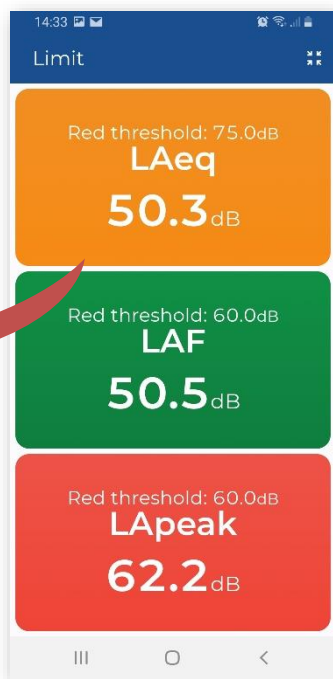 14:33
Limit
Red threshold: 75.0dB
LAeq
50.3dB
Red threshold: 60.0dB
LAF
50.5dB
Red threshold: 60.0dB
LApeak
62.2dB